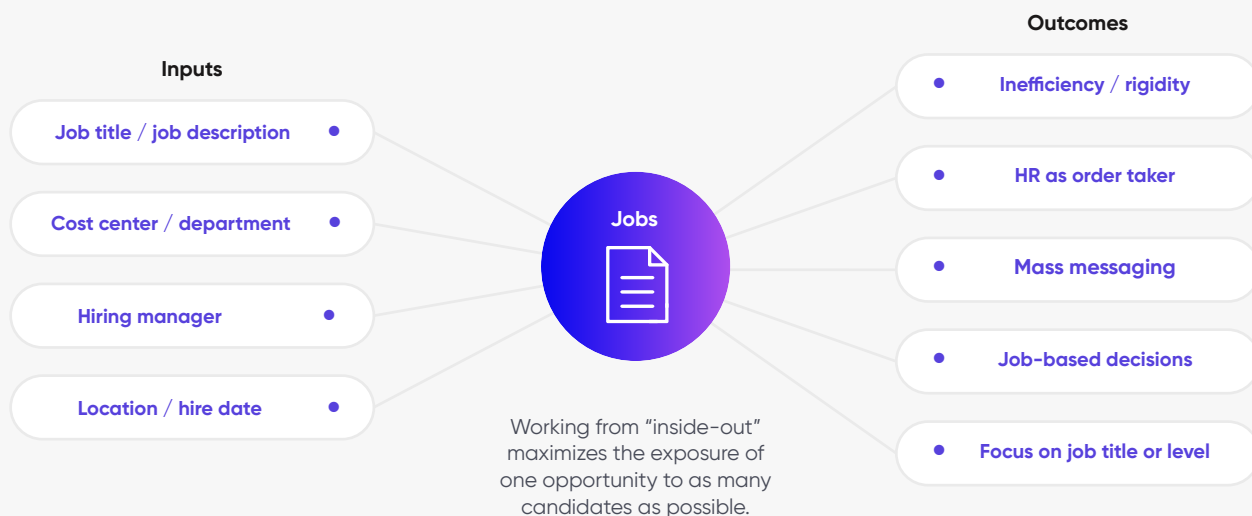 Inputs
Job title / job description
Cost center / department
Hiring manager
Location / hire date
Jobs
Working from “inside-out”
maximizes the exposure of
one opportunity to as many
candidates as possible.
Outcomes
Inefficiency / rigidity
HR as order taker
Mass messaging
Job-based decisions
Focus on job title or level